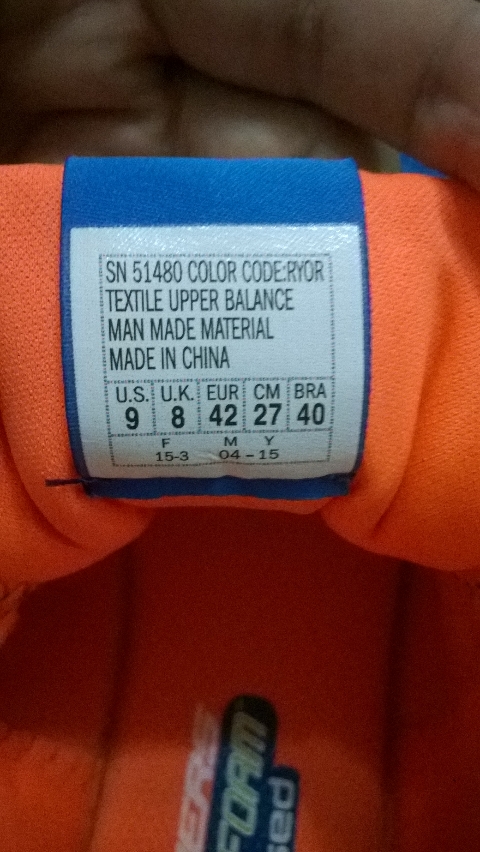 SN 51480 COLOR CODE:RYOR
TEXTILE UPPER BALANCE
MAN MADE MATERIAL
MADE IN CHINA
U.S. U.K. EUR CM BRA
9 8 42 27 40
F M Y
15-3 04-15
FOAM